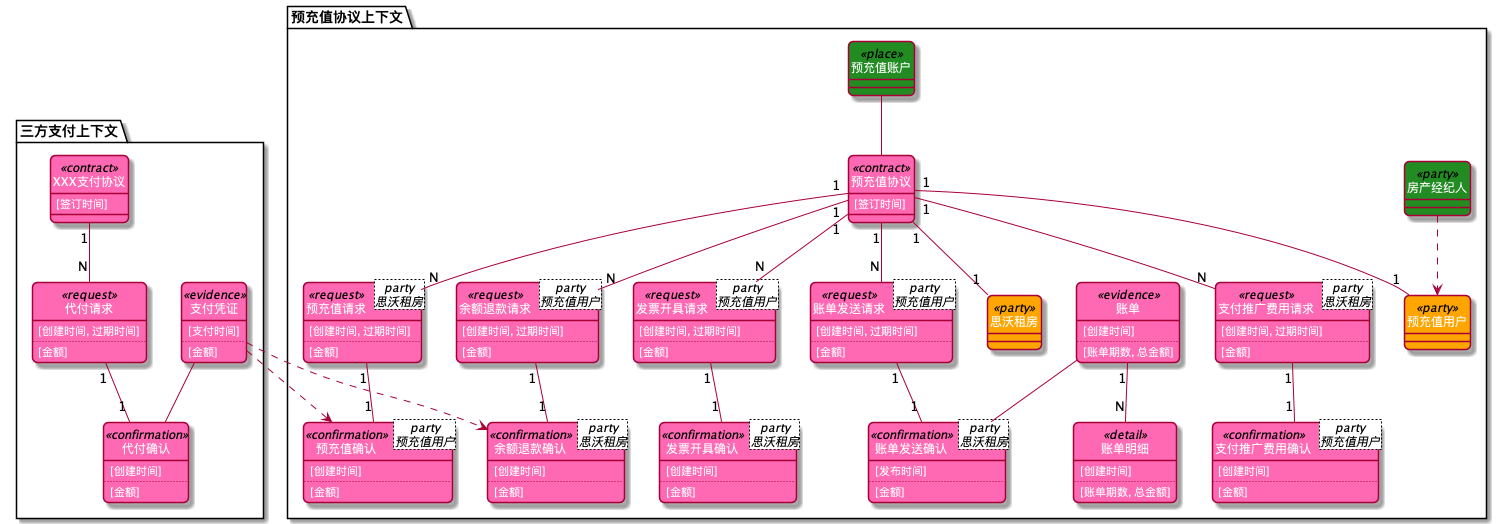 预充值协议上下文
«place»
预充值账户
三方支付上下文
«contract»
XXX支付协议
[签订时间]
1
N
«request»
代付请求
[创建时间, 过期时间]
[金额]
1
1
«evidence»
支付凭证
[支付时间]
[金额]
«confirmation»
代付确认
[创建时间]
[金额]
«contract»
预充值协议
[签订时间]
1
1
1
1
1
1
1
N
N
N
N
1
N
1
«party»
房产经纪人
«request»
预充值请求
party
思沃租房
[创建时间, 过期时间]
[金额]
«request»
余额退款请求
party
预充值用户
[创建时间, 过期时间]
[金额]
«request»
发票开具请求
party
预充值用户
[创建时间, 过期时间]
[金额]
«request»
账单发送请求
party
预充值用户
[创建时间, 过期时间]
[金额]
«party»
思沃租房
«evidence»
账单
[创建时间]
[账单期数, 总金额]
«request»
支付推广费用请求
party
思沃租房
[创建时间, 过期时间]
[金额]
«party»
预充值用户
1
1
1
1
1
1
1
1
1
N
1
1
«confirmation»
预充值确认
party
预充值用户
[创建时间]
[金额]
«confirmation»
余额退款确认
party
思沃租房
[创建时间]
[金额]
«confirmation»
发票开具确认
party
思沃租房
[创建时间]
[金额]
«confirmation»
账单发送确认
party
思沃租房
[发布时间]
[金额]
«detail»
账单明细
[创建时间]
[账单期数, 总金额]
«confirmation»
支付推广费用确认
party
预充值用户
[创建时间]
[金额]